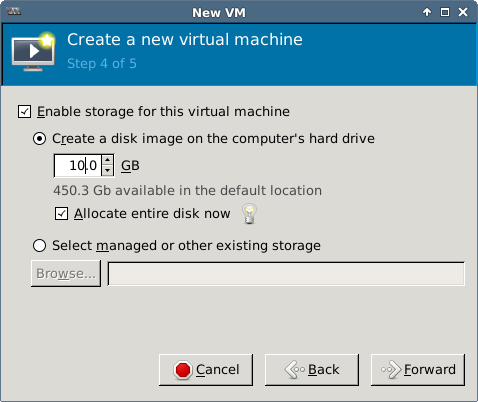 New VM
Create a new virtual machine
Step 4 of 5
Enable storage for this virtual machine
Create a disk image on the computer's hard drive
10.0 GB
450.3 Gb available in the default location
Allocate entire disk now
Select managed or other existing storage
Browse...
Cancel Back Forward